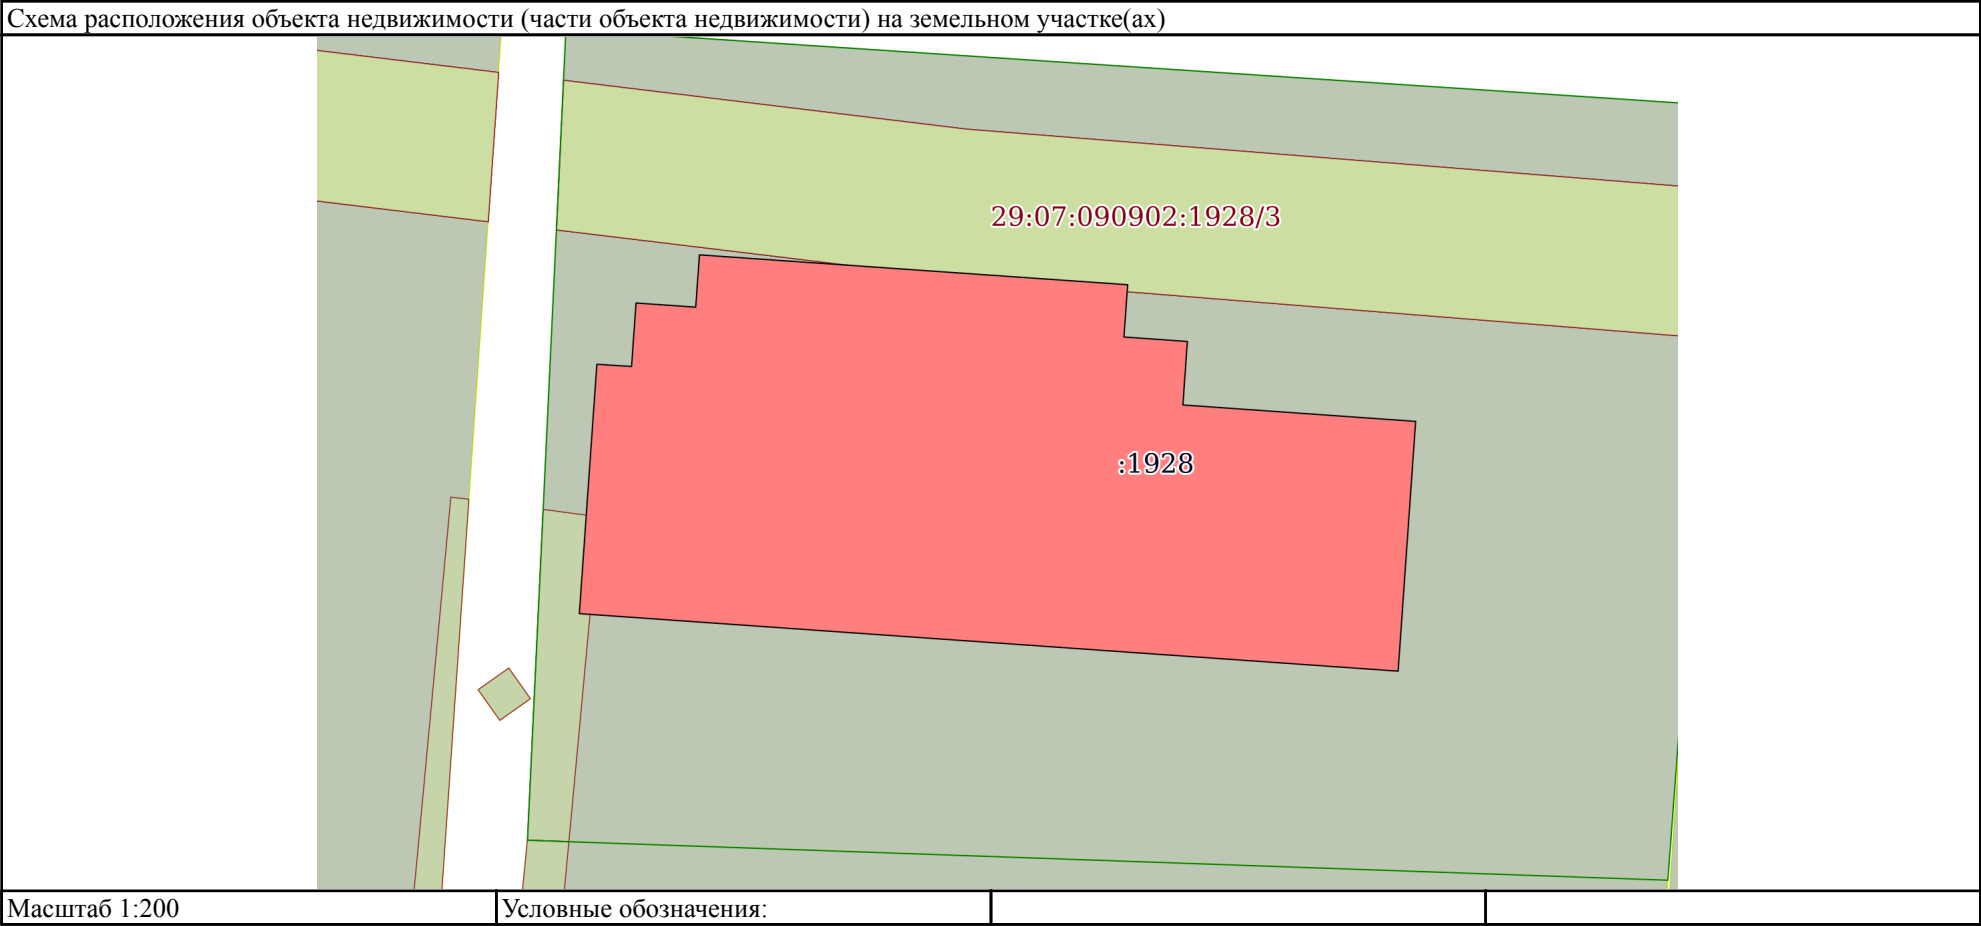 Схема расположения объекта недвижимости (части объекта недвижимости) на земельном участке(ах)
29:07:090902:1928/3
:1928
Масштаб 1:200
Условные обозначения: